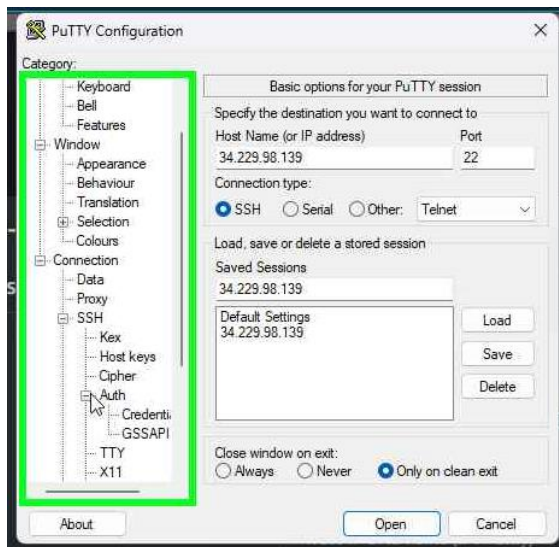 PuTTY Configuration
Category:
Keyboard
Bell
Features
Window
Appearance
Behaviour
Translation
Selection
Colours
Connection
Data
Proxy
SSH
Kex
Host keys
Cipher
Auth
Credenti
GSSAPI
TTY
X11
Basic options for your PuTTY session
Specify the destination you want to connect to
Host Name (or IP address) Port
34.229.98.139 22
Connection type:
SSH Serial Other: Telnet
Load, save or delete a stored session
Saved Sessions
34.229.98.139
Default Settings
34.229.98.139
Load
Save
Delete
Close window on exit:
Always Never Only on clean exit
About Open Cancel